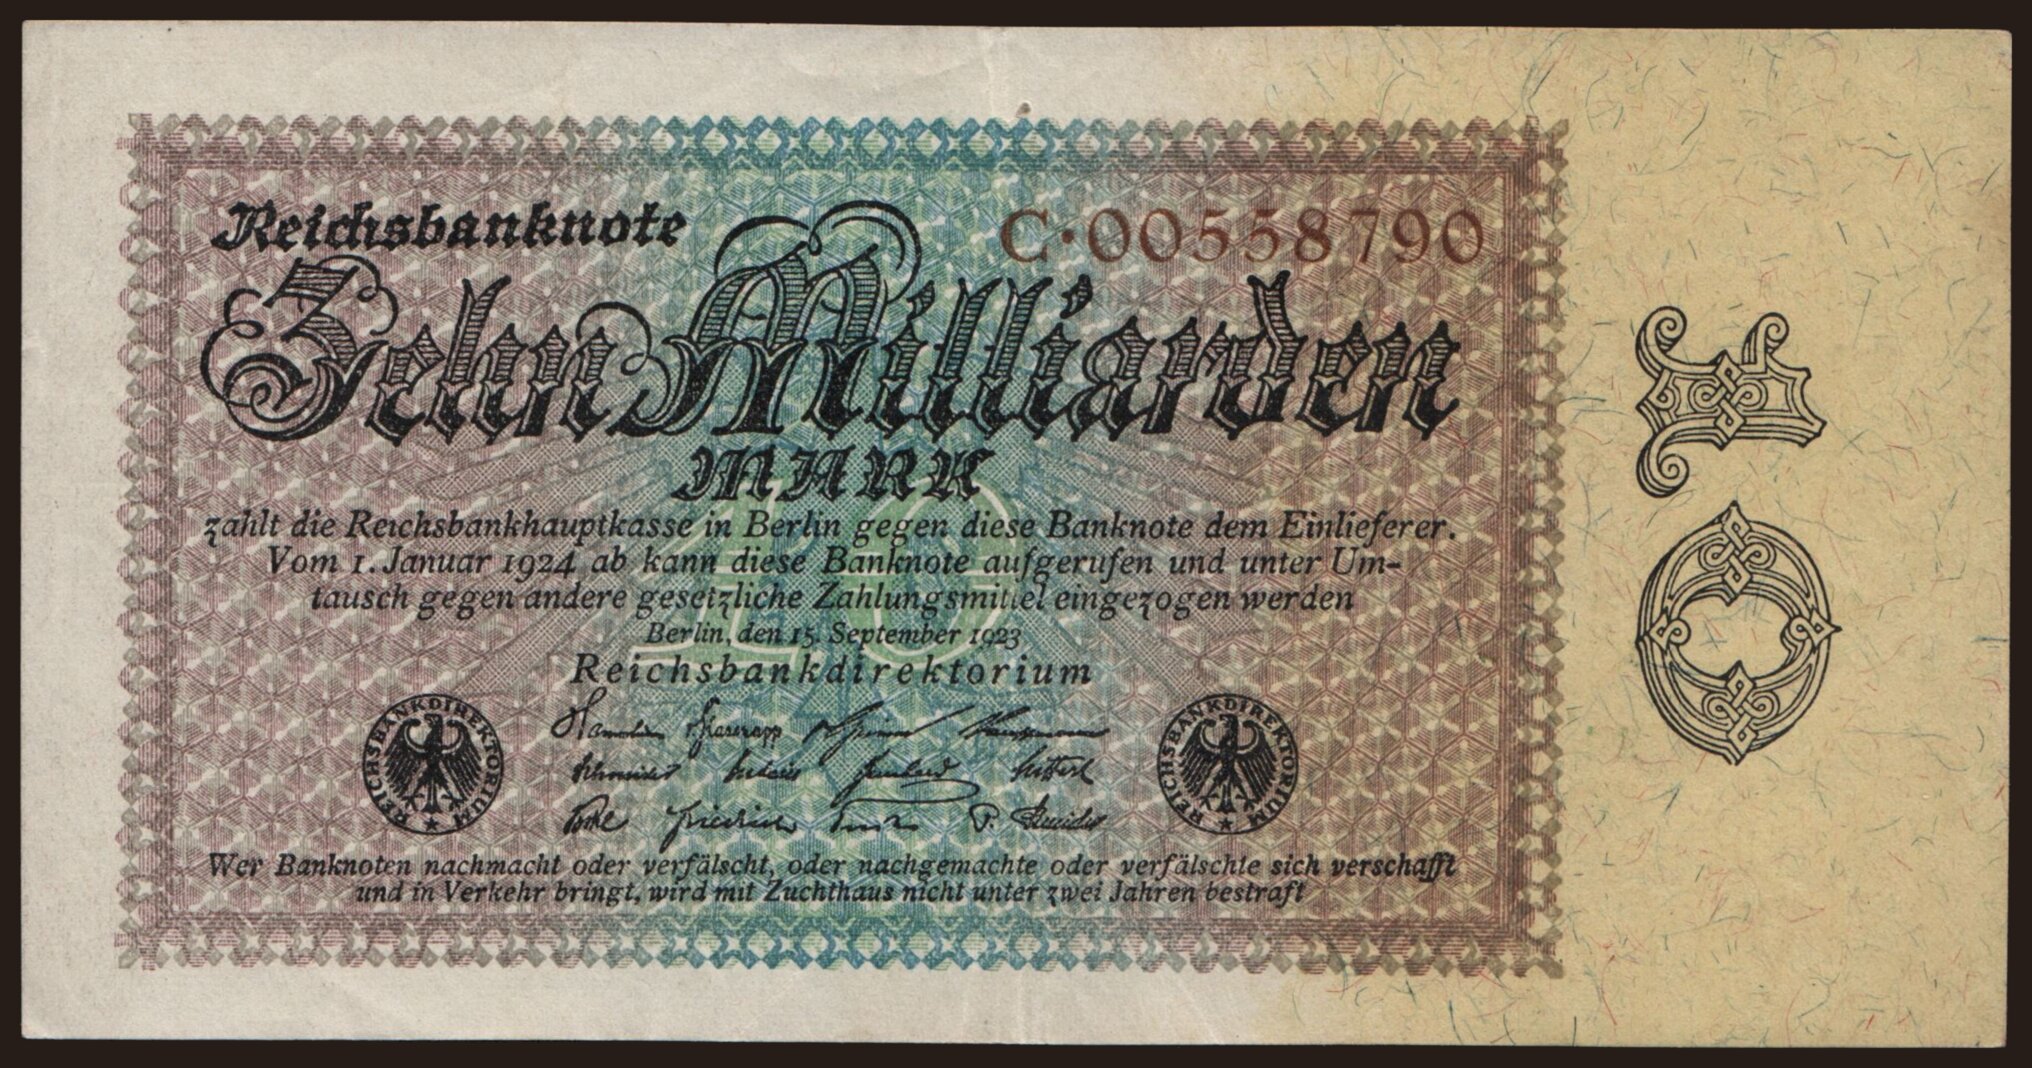 Reichsbanknote
C·00558790
Zehn Milliarden
MARK
10
zahlt die Reichsbankhauptkasse in Berlin gegen diese Banknote dem Einlieferer.
Vom 1. Januar 1924 ab kann diese Banknote aufgerufen und unter Um-
tausch gegen andere gesetzliche Zahlungsmittel eingezogen werden
Berlin, den 15. September 1923
Reichsbankdirektorium
REICHSBANKDIREKTORIUM
REICHSBANKDIREKTORIUM
Wer Banknoten nachmacht oder verfälscht, oder nachgemachte oder verfälschte sich verschafft
und in Verkehr bringt, wird mit Zuchthaus nicht unter zwei Jahren bestraft
10